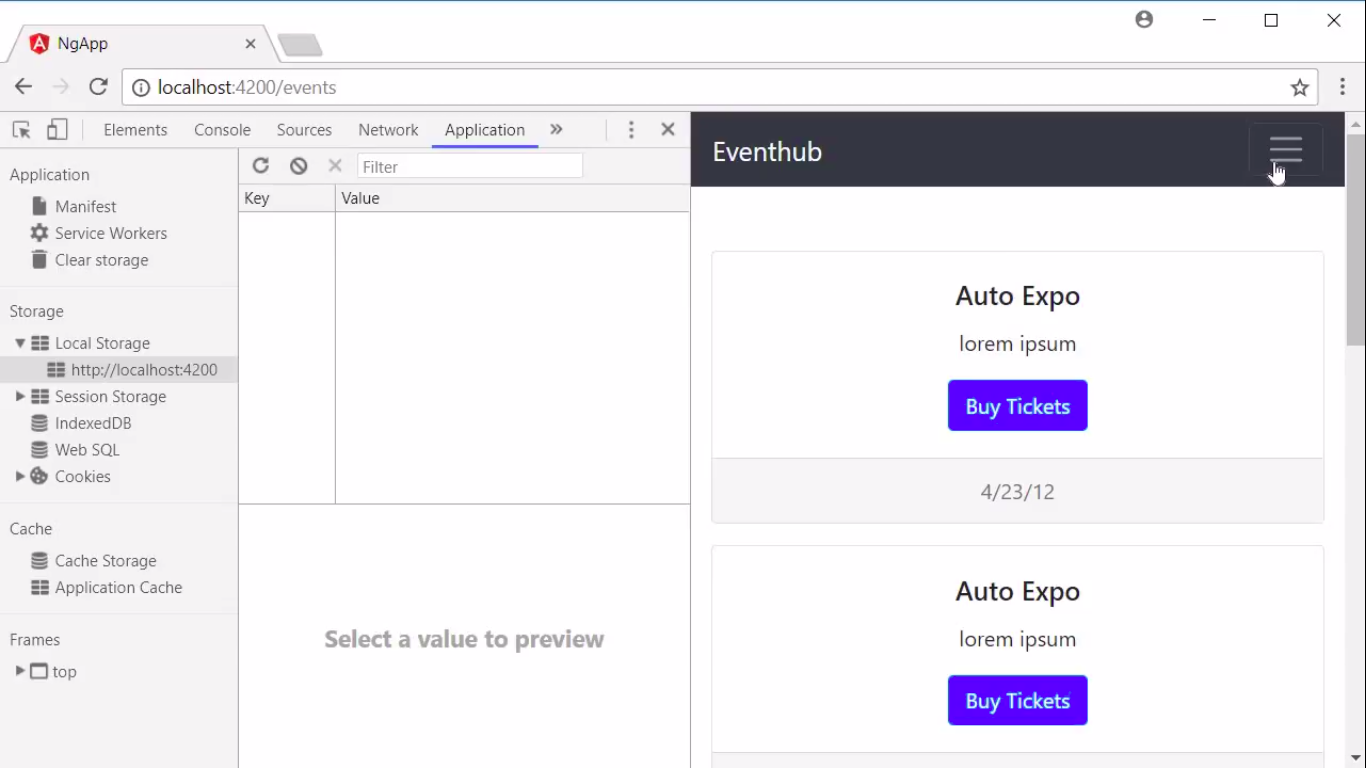 NgApp
localhost:4200/events
Elements Console Sources Network Application »
Application
Manifest
Service Workers
Clear storage
Storage
Local Storage
http://localhost:4200
Session Storage
IndexedDB
Web SQL
Cookies
Cache
Cache Storage
Application Cache
Frames
top
Filter
Key Value
Select a value to preview
Eventhub
Auto Expo
lorem ipsum
Buy Tickets
4/23/12
Auto Expo
lorem ipsum
Buy Tickets